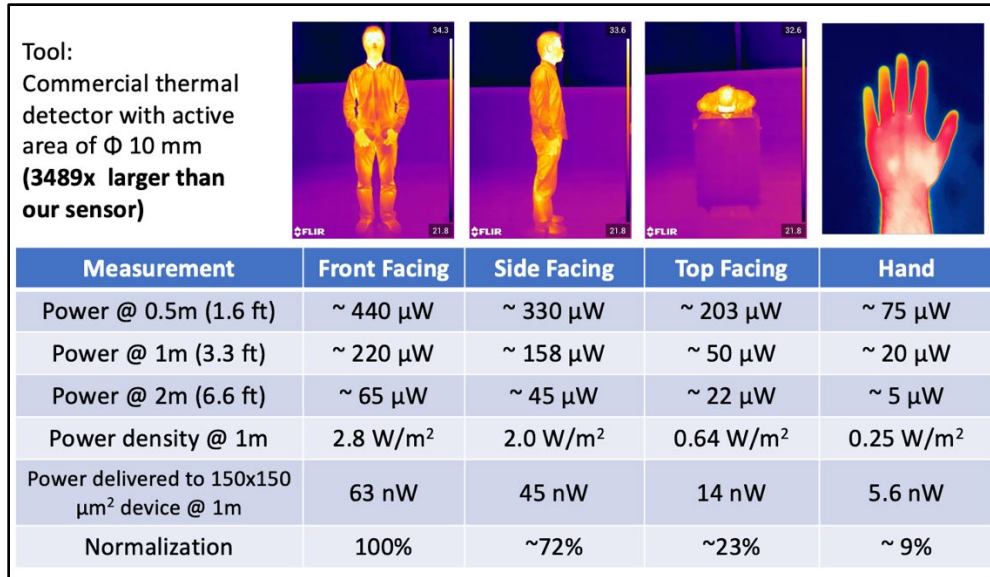 Tool:
Commercial thermal
detector with active
area of Φ 10 mm
(3489x larger than
our sensor)
34.3
21.8
◊FLIR
33.6
21.8
◊FLIR
32.6
21.8
◊FLIR
Measurement Front Facing Side Facing Top Facing Hand
Power @ 0.5m (1.6 ft) ~ 440 μW ~ 330 μW ~ 203 μW ~ 75 μW
Power @ 1m (3.3 ft) ~ 220 μW ~ 158 μW ~ 50 μW ~ 20 μW
Power @ 2m (6.6 ft) ~ 65 μW ~ 45 μW ~ 22 μW ~ 5 μW
Power density @ 1m 2.8 W/m² 2.0 W/m² 0.64 W/m² 0.25 W/m²
Power delivered to 150x150
μm² device @ 1m 63 nW 45 nW 14 nW 5.6 nW
Normalization 100% ~72% ~23% ~ 9%